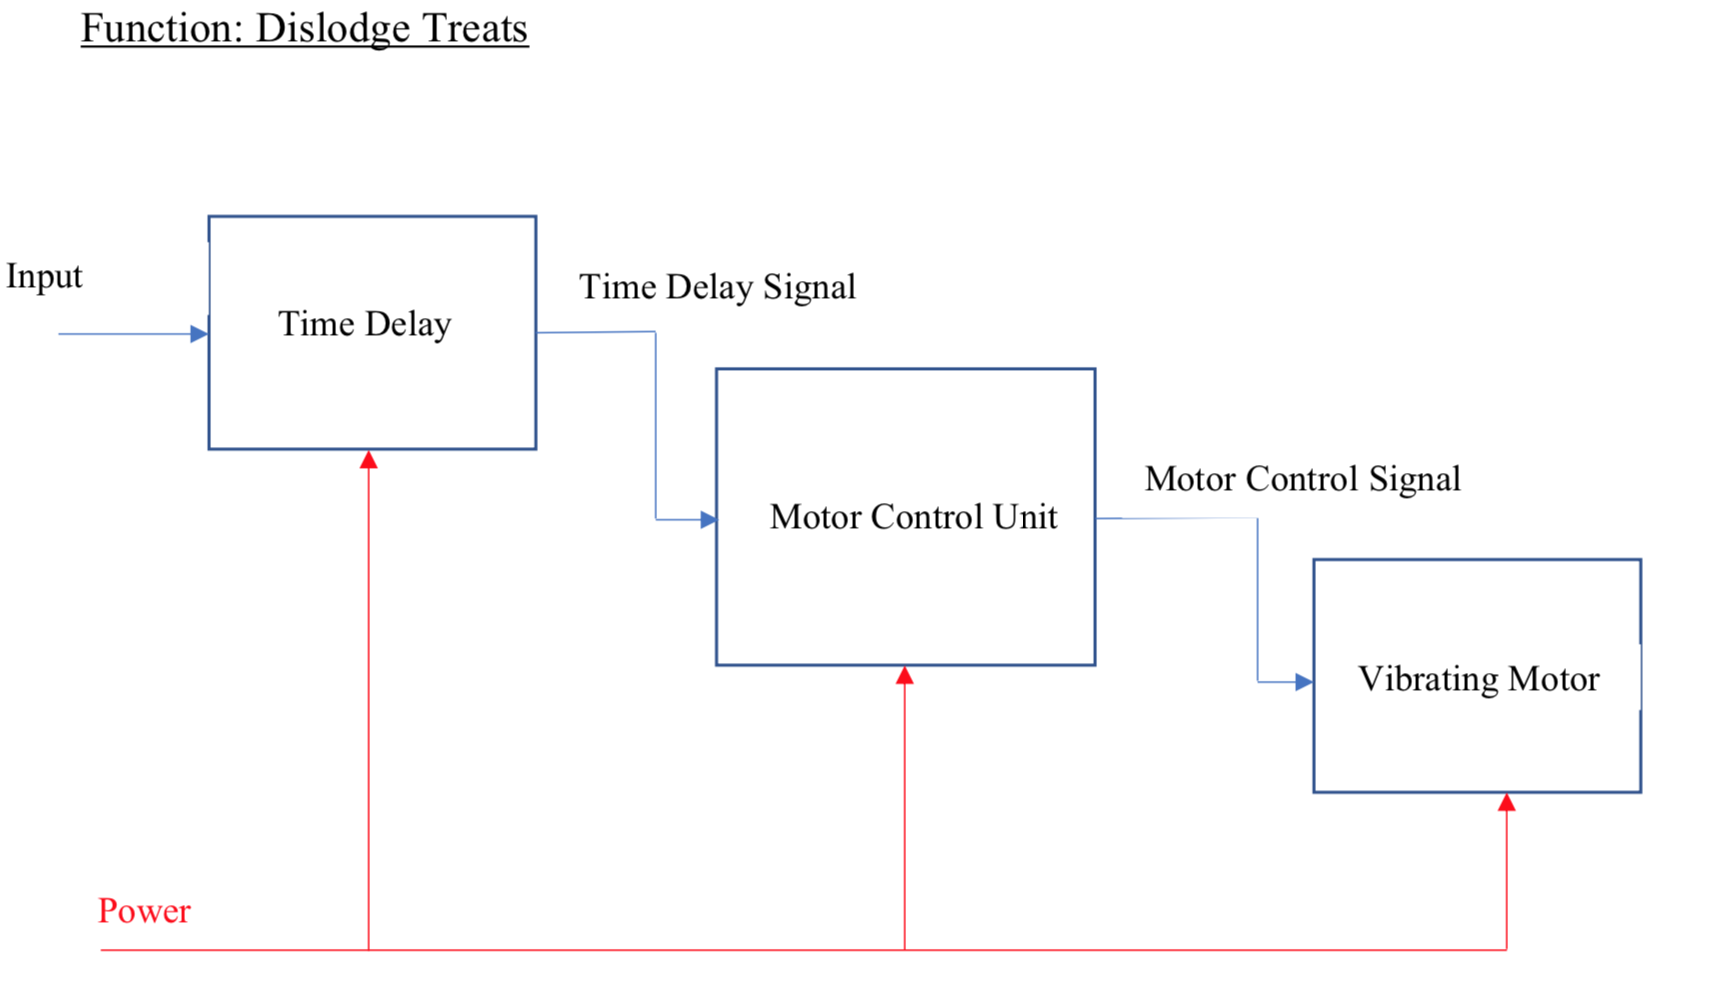 Function: Dislodge Treats
Input
Time Delay
Time Delay Signal
Motor Control Unit
Motor Control Signal
Vibrating Motor
Power